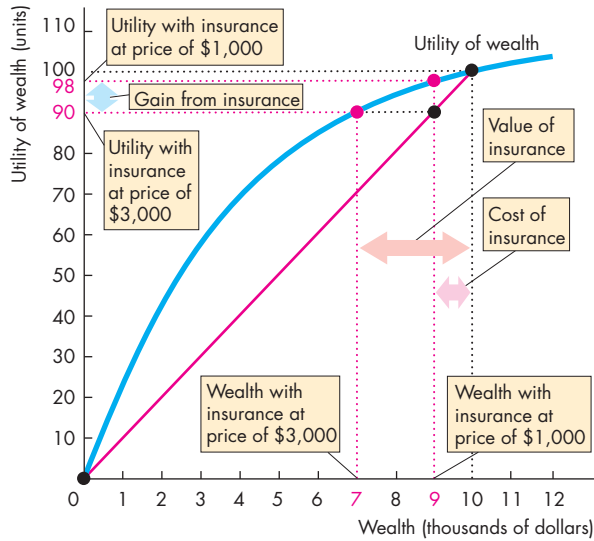 Utility of wealth (units)
110
100
98
90
80
70
60
50
40
30
20
10
Utility with insurance
at price of $1,000
Utility of wealth
Gain from insurance
Utility with
insurance
at price of
$3,000
Value of
insurance
Cost of
insurance
Wealth with
insurance at
price of $3,000
Wealth with
insurance at
price of $1,000
0 1 2 3 4 5 6 7 8 9 10 11 12
Wealth (thousands of dollars)